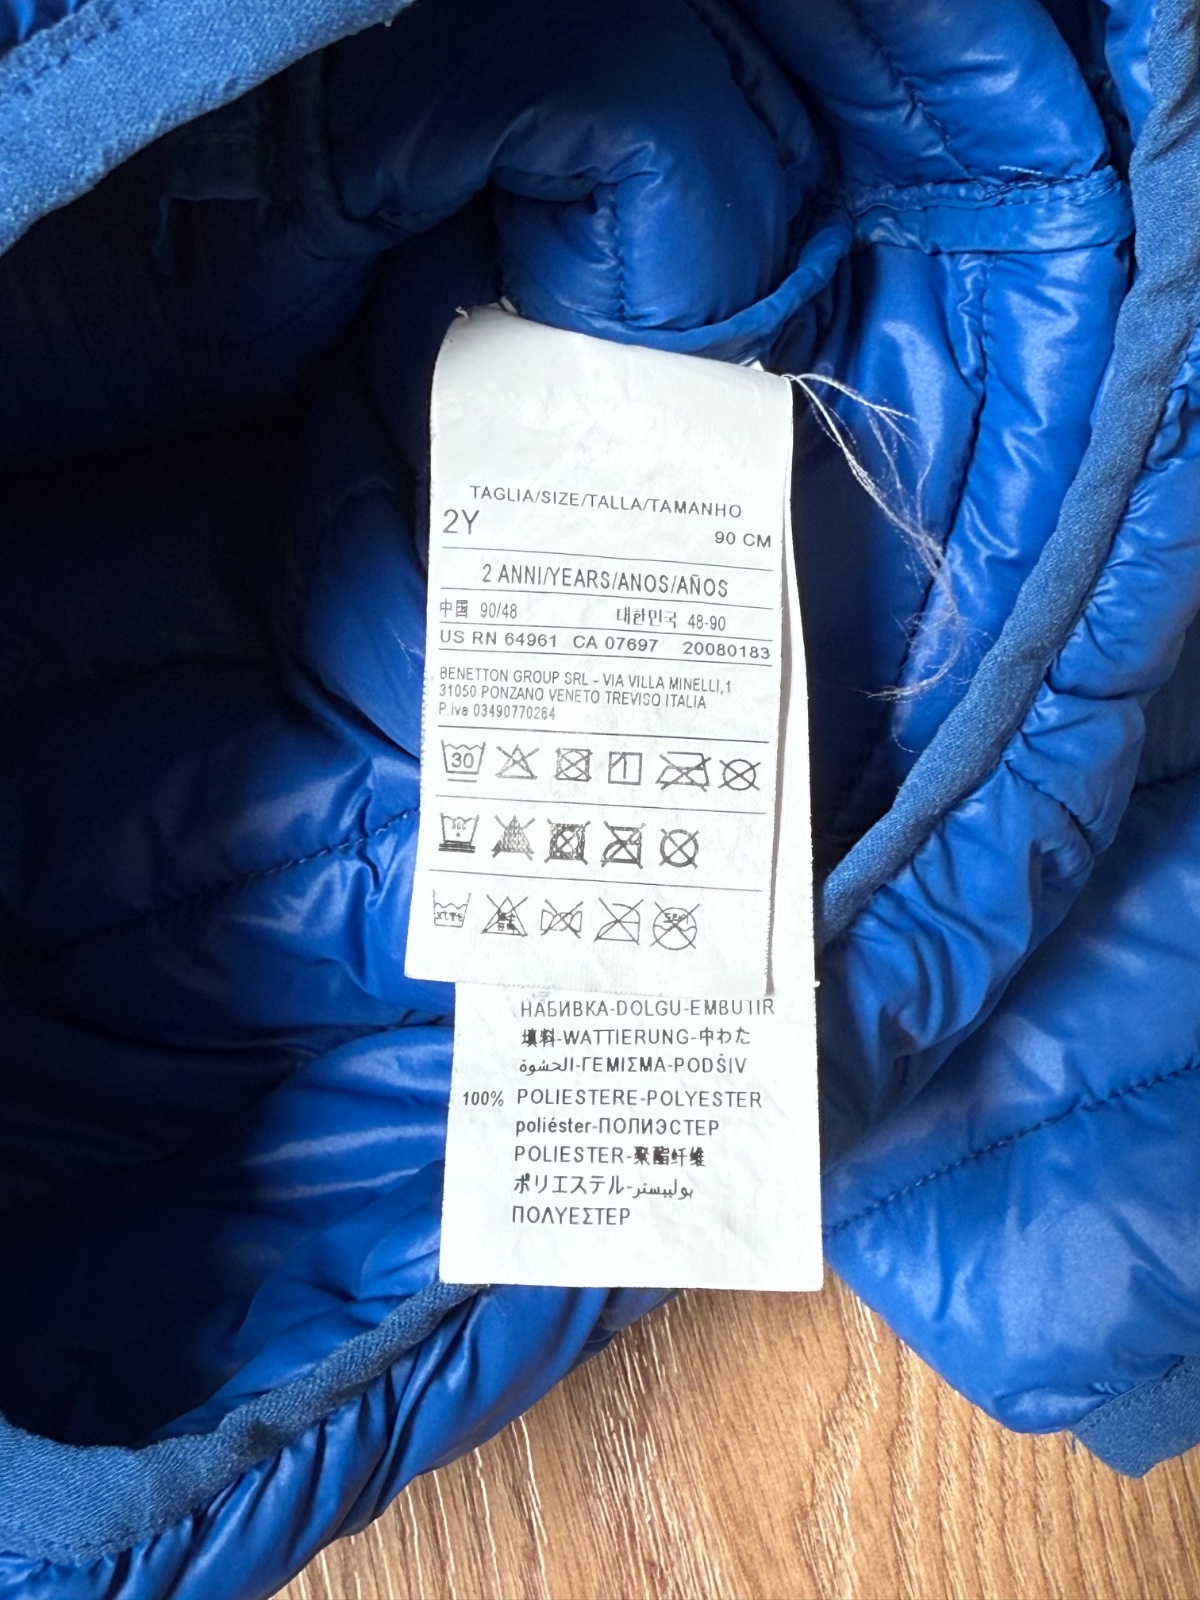 TAGLIA/SIZE/TALLA/TAMANHO
2Y 90 CM
2 ANNI/YEARS/ANOS/AÑOS
中国 90/48 대한민국 48-90
US RN 64961 CA 07697 20080183
BENETTON GROUP SRL - VIA VILLA MINELLI,1
31050 PONZANO VENETO TREVISO ITALIA
P.iva 03490770264
30
НАБИВКА-DOLGU-EMBUTIR
填料-WATTIERUNG-中わた
الحشوة-ΓΕΜΙΣΜΑ-PODŠIV
100% POLIESTERE-POLYESTER
poliéster-ПОЛИЭСТЕР
POLIESTER-聚酯纤维
ポリエステル-بوليستر
ΠΟΛΥΕΣΤΕΡ